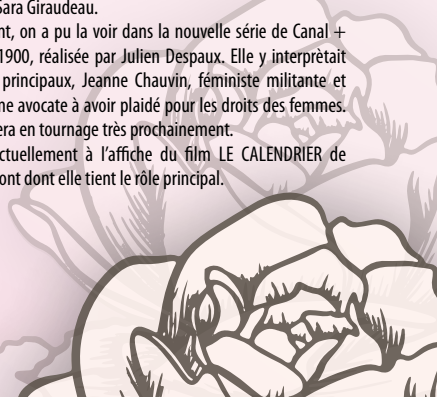 Sara Giraudeau.
nt, on a pu la voir dans la nouvelle série de Canal +
1900, réalisée par Julien Despaux. Elle y interprètait
principaux, Jeanne Chauvin, féministe militante et
me avocate à avoir plaidé pour les droits des femmes.
era en tournage très prochainement.
ctuellement à l'affiche du film LE CALENDRIER de
ont dont elle tient le rôle principal.